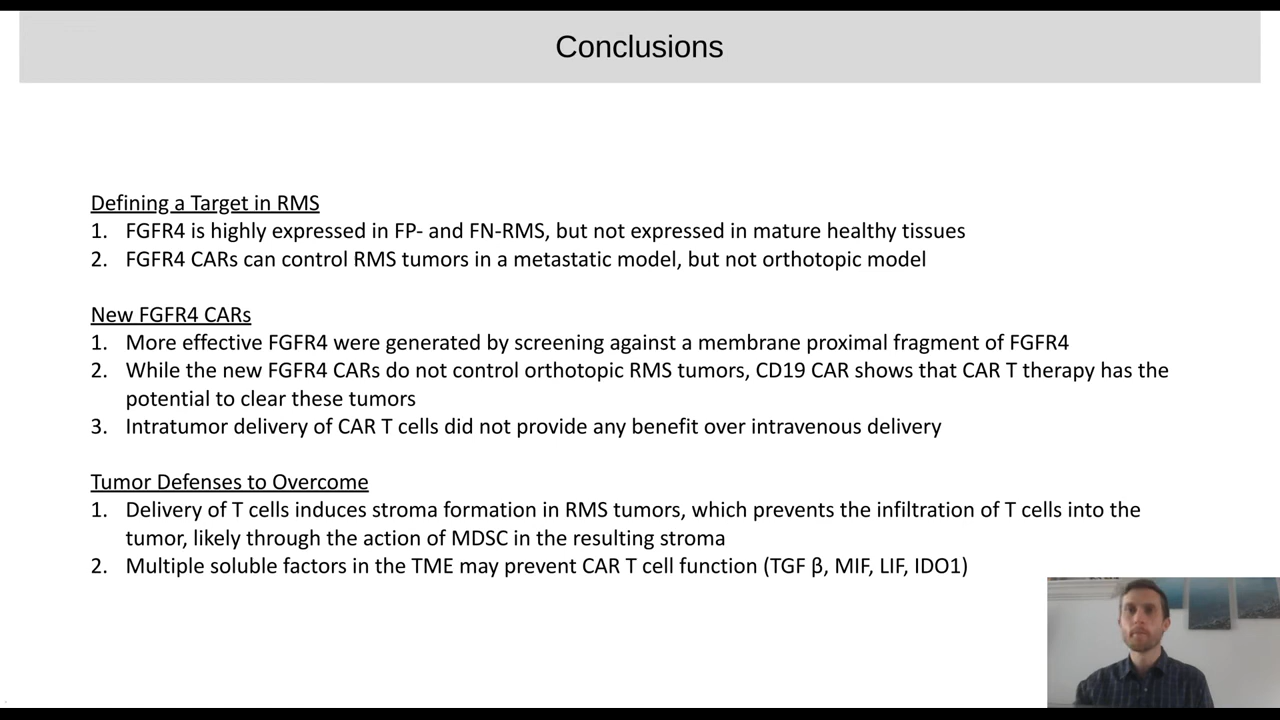 Conclusions
Defining a Target in RMS
1. FGFR4 is highly expressed in FP- and FN-RMS, but not expressed in mature healthy tissues
2. FGFR4 CARs can control RMS tumors in a metastatic model, but not orthotopic model
New FGFR4 CARs
1. More effective FGFR4 were generated by screening against a membrane proximal fragment of FGFR4
2. While the new FGFR4 CARs do not control orthotopic RMS tumors, CD19 CAR shows that CAR T therapy has the
potential to clear these tumors
3. Intratumor delivery of CAR T cells did not provide any benefit over intravenous delivery
Tumor Defenses to Overcome
1. Delivery of T cells induces stroma formation in RMS tumors, which prevents the infiltration of T cells into the
tumor, likely through the action of MDSC in the resulting stroma
2. Multiple soluble factors in the TME may prevent CAR T cell function (TGF β, MIF, LIF, IDO1)